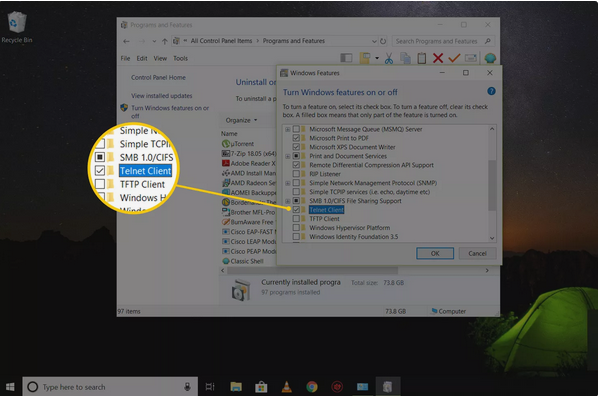 Recycle Bin
Programs and Features
All Control Panel Items > Programs and Features
Search Programs and Features
File Edit View Tools
Control Panel Home
View installed updates
Turn Windows features on or
off
Uninstall or
To uninstall a p
Organize
Name
µTorrent
7-Zip 18.05 (x64
Adobe Reader X
AMD Install Man
AMD Radeon Se
AOMEI Backuppe
Brother MFL-Pro
BurnAware Free
Cisco EAP-FAST M
Cisco LEAP Modu
Cisco PEAP Modu
Classic Shell
Currently installed progra
Total size: 73.8 GB
97 programs installed
97 items
73.8 GB
Computer
Windows Features
Turn Windows features on or off
To turn a feature on, select its check box. To turn a feature off, clear its check
box. A filled box means that only part of the feature is turned on.
Microsoft Message Queue (MSMQ) Server
Microsoft Print to PDF
Microsoft XPS Document Writer
Print and Document Services
Remote Differential Compression API Support
RIP Listener
Simple Network Management Protocol (SNMP)
Simple TCPIP services (i.e. echo, daytime etc)
SMB 1.0/CIFS File Sharing Support
Telnet Client
TFTP Client
Windows Hypervisor Platform
Windows Identity Foundation 3.5
OK
Cancel
Simple N
Simple TCPIP
SMB 1.0/CIFS
Telnet Client
TFTP Client
Windows H
Type here to search